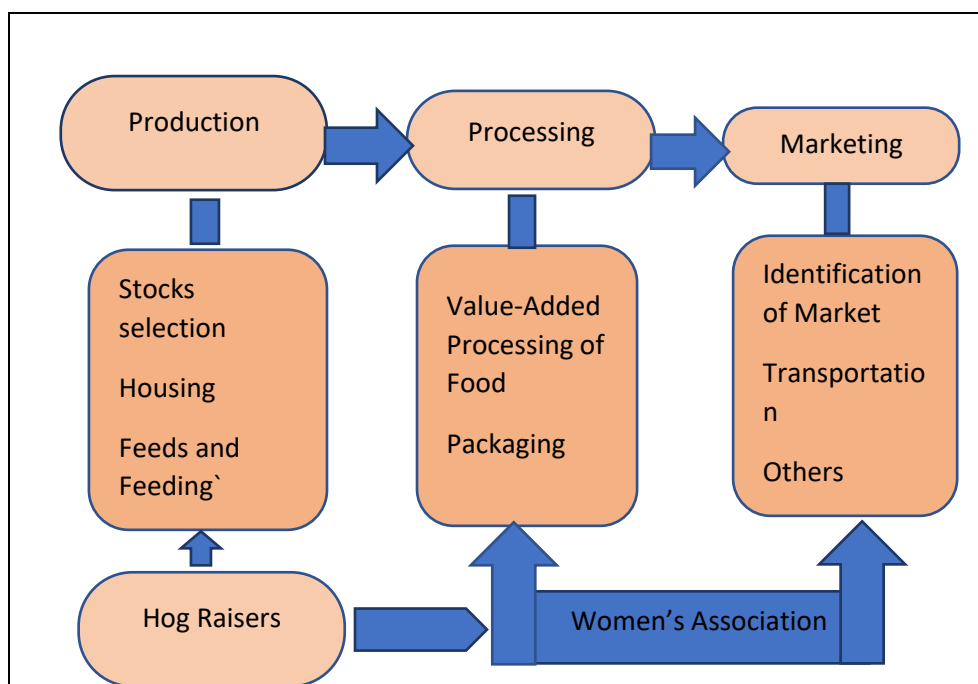 Production
Processing
Marketing
Stocks
selection
Housing
Feeds and
Feeding`
Value-Added
Processing of
Food
Packaging
Identification
of Market
Transportatio
n
Others
Hog Raisers
Women’s Association